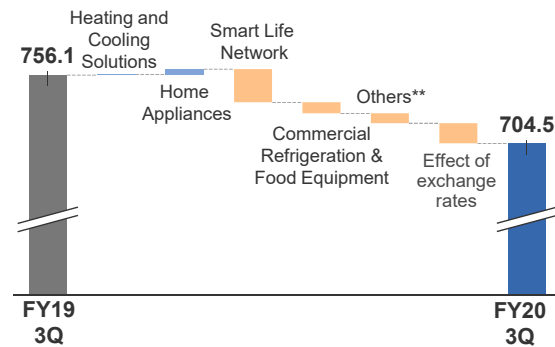 Heating and
Cooling
Solutions
Smart Life
Network
756.1
Home
Appliances
Others**
Commercial
Refrigeration &
Food Equipment
704.5
Effect of
exchange
rates
FY19
3Q
FY20
3Q